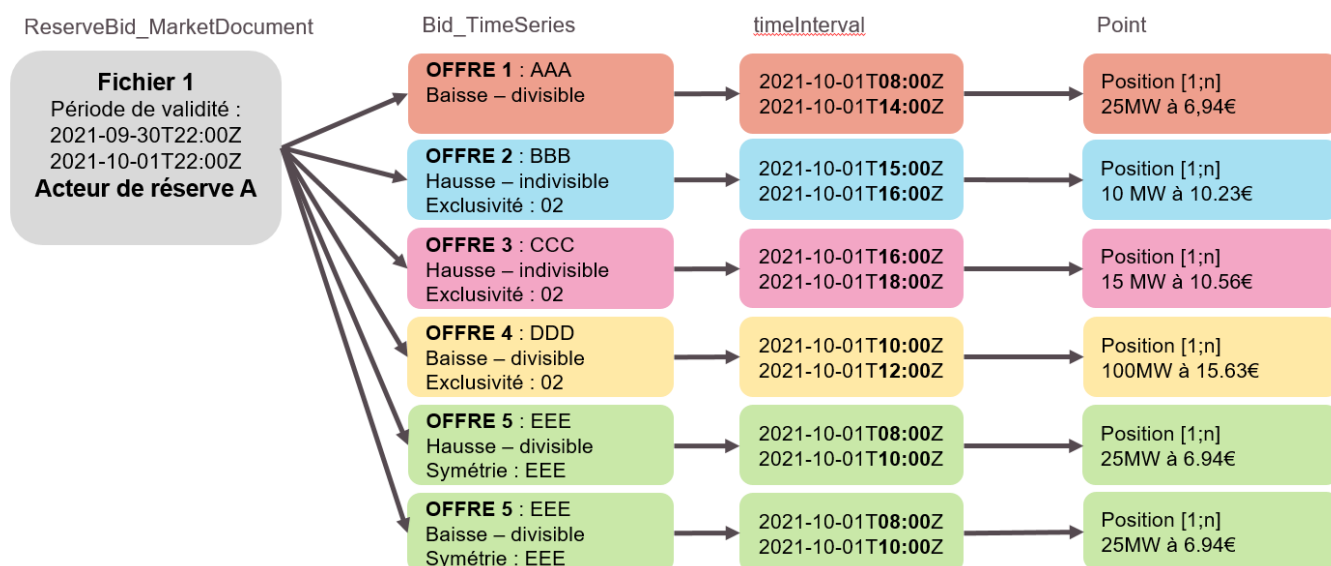 ReserveBid_MarketDocument
Bid_TimeSeries
timeInterval
Point
Fichier 1
Période de validité :
2021-09-30T22:00Z
2021-10-01T22:00Z
Acteur de réserve A
OFFRE 1 : AAA
Baisse – divisible
2021-10-01T08:00Z
2021-10-01T14:00Z
Position [1;n]
25MW à 6,94€
OFFRE 2 : BBB
Hausse – indivisible
Exclusivité : 02
2021-10-01T15:00Z
2021-10-01T16:00Z
Position [1;n]
10 MW à 10.23€
OFFRE 3 : CCC
Hausse – indivisible
Exclusivité : 02
2021-10-01T16:00Z
2021-10-01T18:00Z
Position [1;n]
15 MW à 10.56€
OFFRE 4 : DDD
Baisse – divisible
Exclusivité : 02
2021-10-01T10:00Z
2021-10-01T12:00Z
Position [1;n]
100MW à 15.63€
OFFRE 5 : EEE
Hausse – divisible
Symétrie : EEE
2021-10-01T08:00Z
2021-10-01T10:00Z
Position [1;n]
25MW à 6.94€
OFFRE 5 : EEE
Baisse – divisible
Symétrie : EEE
2021-10-01T08:00Z
2021-10-01T10:00Z
Position [1;n]
25MW à 6.94€